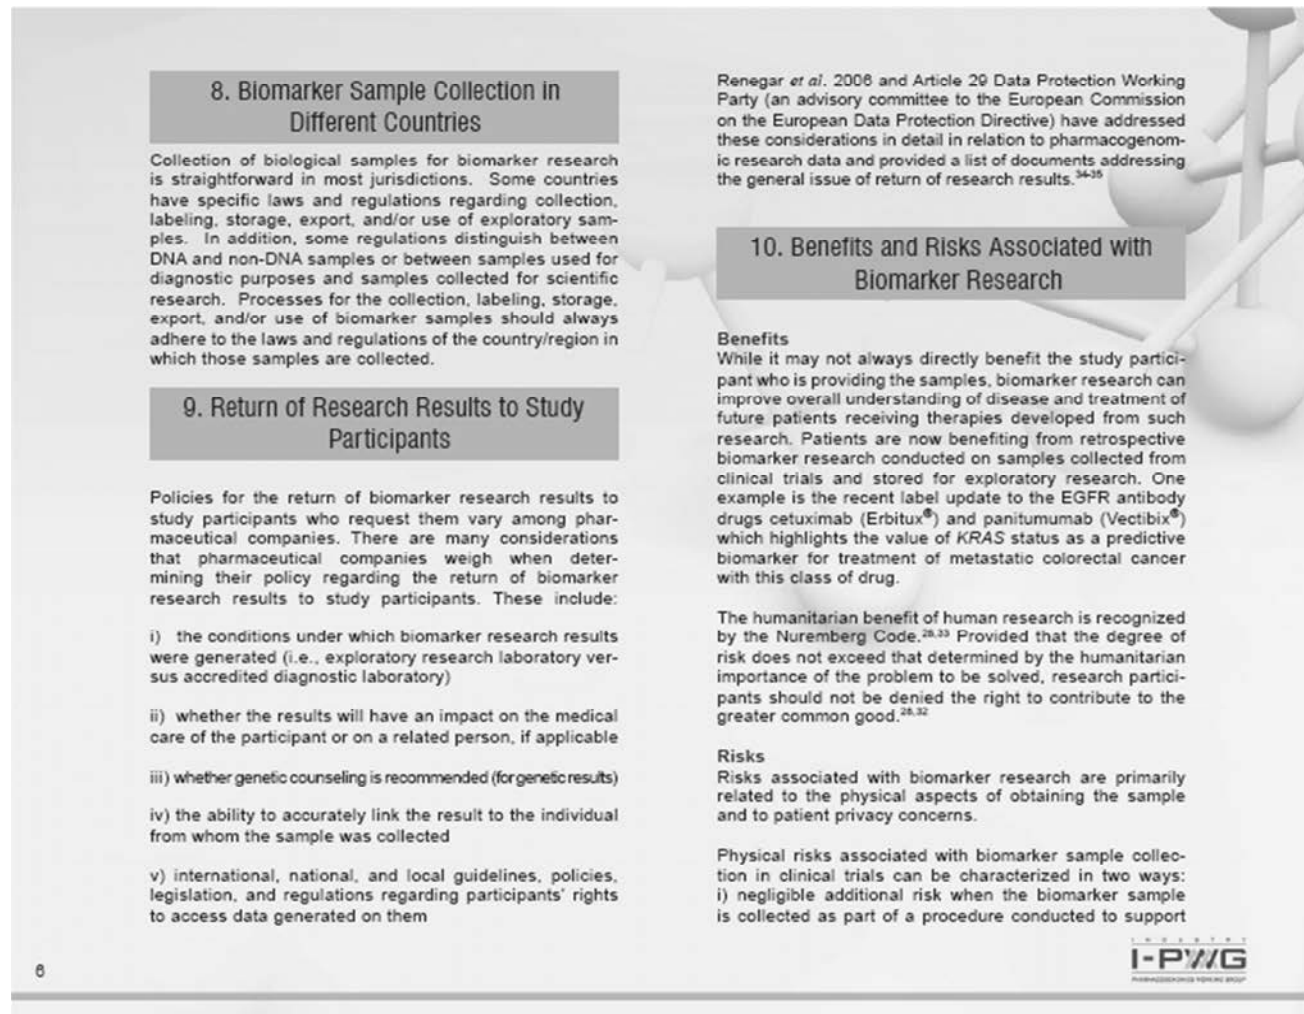 8. Biomarker Sample Collection in
Different Countries
Collection of biological samples for biomarker research
is straightforward in most jurisdictions. Some countries
have specific laws and regulations regarding collection,
labeling, storage, export, and/or use of exploratory sam-
ples. In addition, some regulations distinguish between
DNA and non-DNA samples or between samples used for
diagnostic purposes and samples collected for scientific
research. Processes for the collection, labeling, storage,
export, and/or use of biomarker samples should always
adhere to the laws and regulations of the country/region in
which those samples are collected.
9. Return of Research Results to Study
Participants
Policies for the return of biomarker research results to
study participants who request them vary among phar-
maceutical companies. There are many considerations
that pharmaceutical companies weigh when deter-
mining their policy regarding the return of biomarker
research results to study participants. These include:
i) the conditions under which biomarker research results
were generated (i.e., exploratory research laboratory ver-
sus accredited diagnostic laboratory)
ii) whether the results will have an impact on the medical
care of the participant or on a related person, if applicable
iii) whether genetic counseling is recommended (for genetic results)
iv) the ability to accurately link the result to the individual
from whom the sample was collected
v) international, national, and local guidelines, policies,
legislation, and regulations regarding participants' rights
to access data generated on them
Renegar et al. 2006 and Article 29 Data Protection Working
Party (an advisory committee to the European Commission
on the European Data Protection Directive) have addressed
these considerations in detail in relation to pharmacogenom-
ic research data and provided a list of documents addressing
the general issue of return of research results.34-35
10. Benefits and Risks Associated with
Biomarker Research
Benefits
While it may not always directly benefit the study partici-
pant who is providing the samples, biomarker research can
improve overall understanding of disease and treatment of
future patients receiving therapies developed from such
research. Patients are now benefiting from retrospective
biomarker research conducted on samples collected from
clinical trials and stored for exploratory research. One
example is the recent label update to the EGFR antibody
drugs cetuximab (Erbitux®) and panitumumab (Vectibix®)
which highlights the value of KRAS status as a predictive
biomarker for treatment of metastatic colorectal cancer
with this class of drug.
The humanitarian benefit of human research is recognized
by the Nuremberg Code.28,33 Provided that the degree of
risk does not exceed that determined by the humanitarian
importance of the problem to be solved, research partici-
pants should not be denied the right to contribute to the
greater common good.28,32
Risks
Risks associated with biomarker research are primarily
related to the physical aspects of obtaining the sample
and to patient privacy concerns.
Physical risks associated with biomarker sample collec-
tion in clinical trials can be characterized in two ways:
i) negligible additional risk when the biomarker sample
is collected as part of a procedure conducted to support
INDUSTRY
I-PWG
PHARMACOGENOMICS WORKING GROUP
6